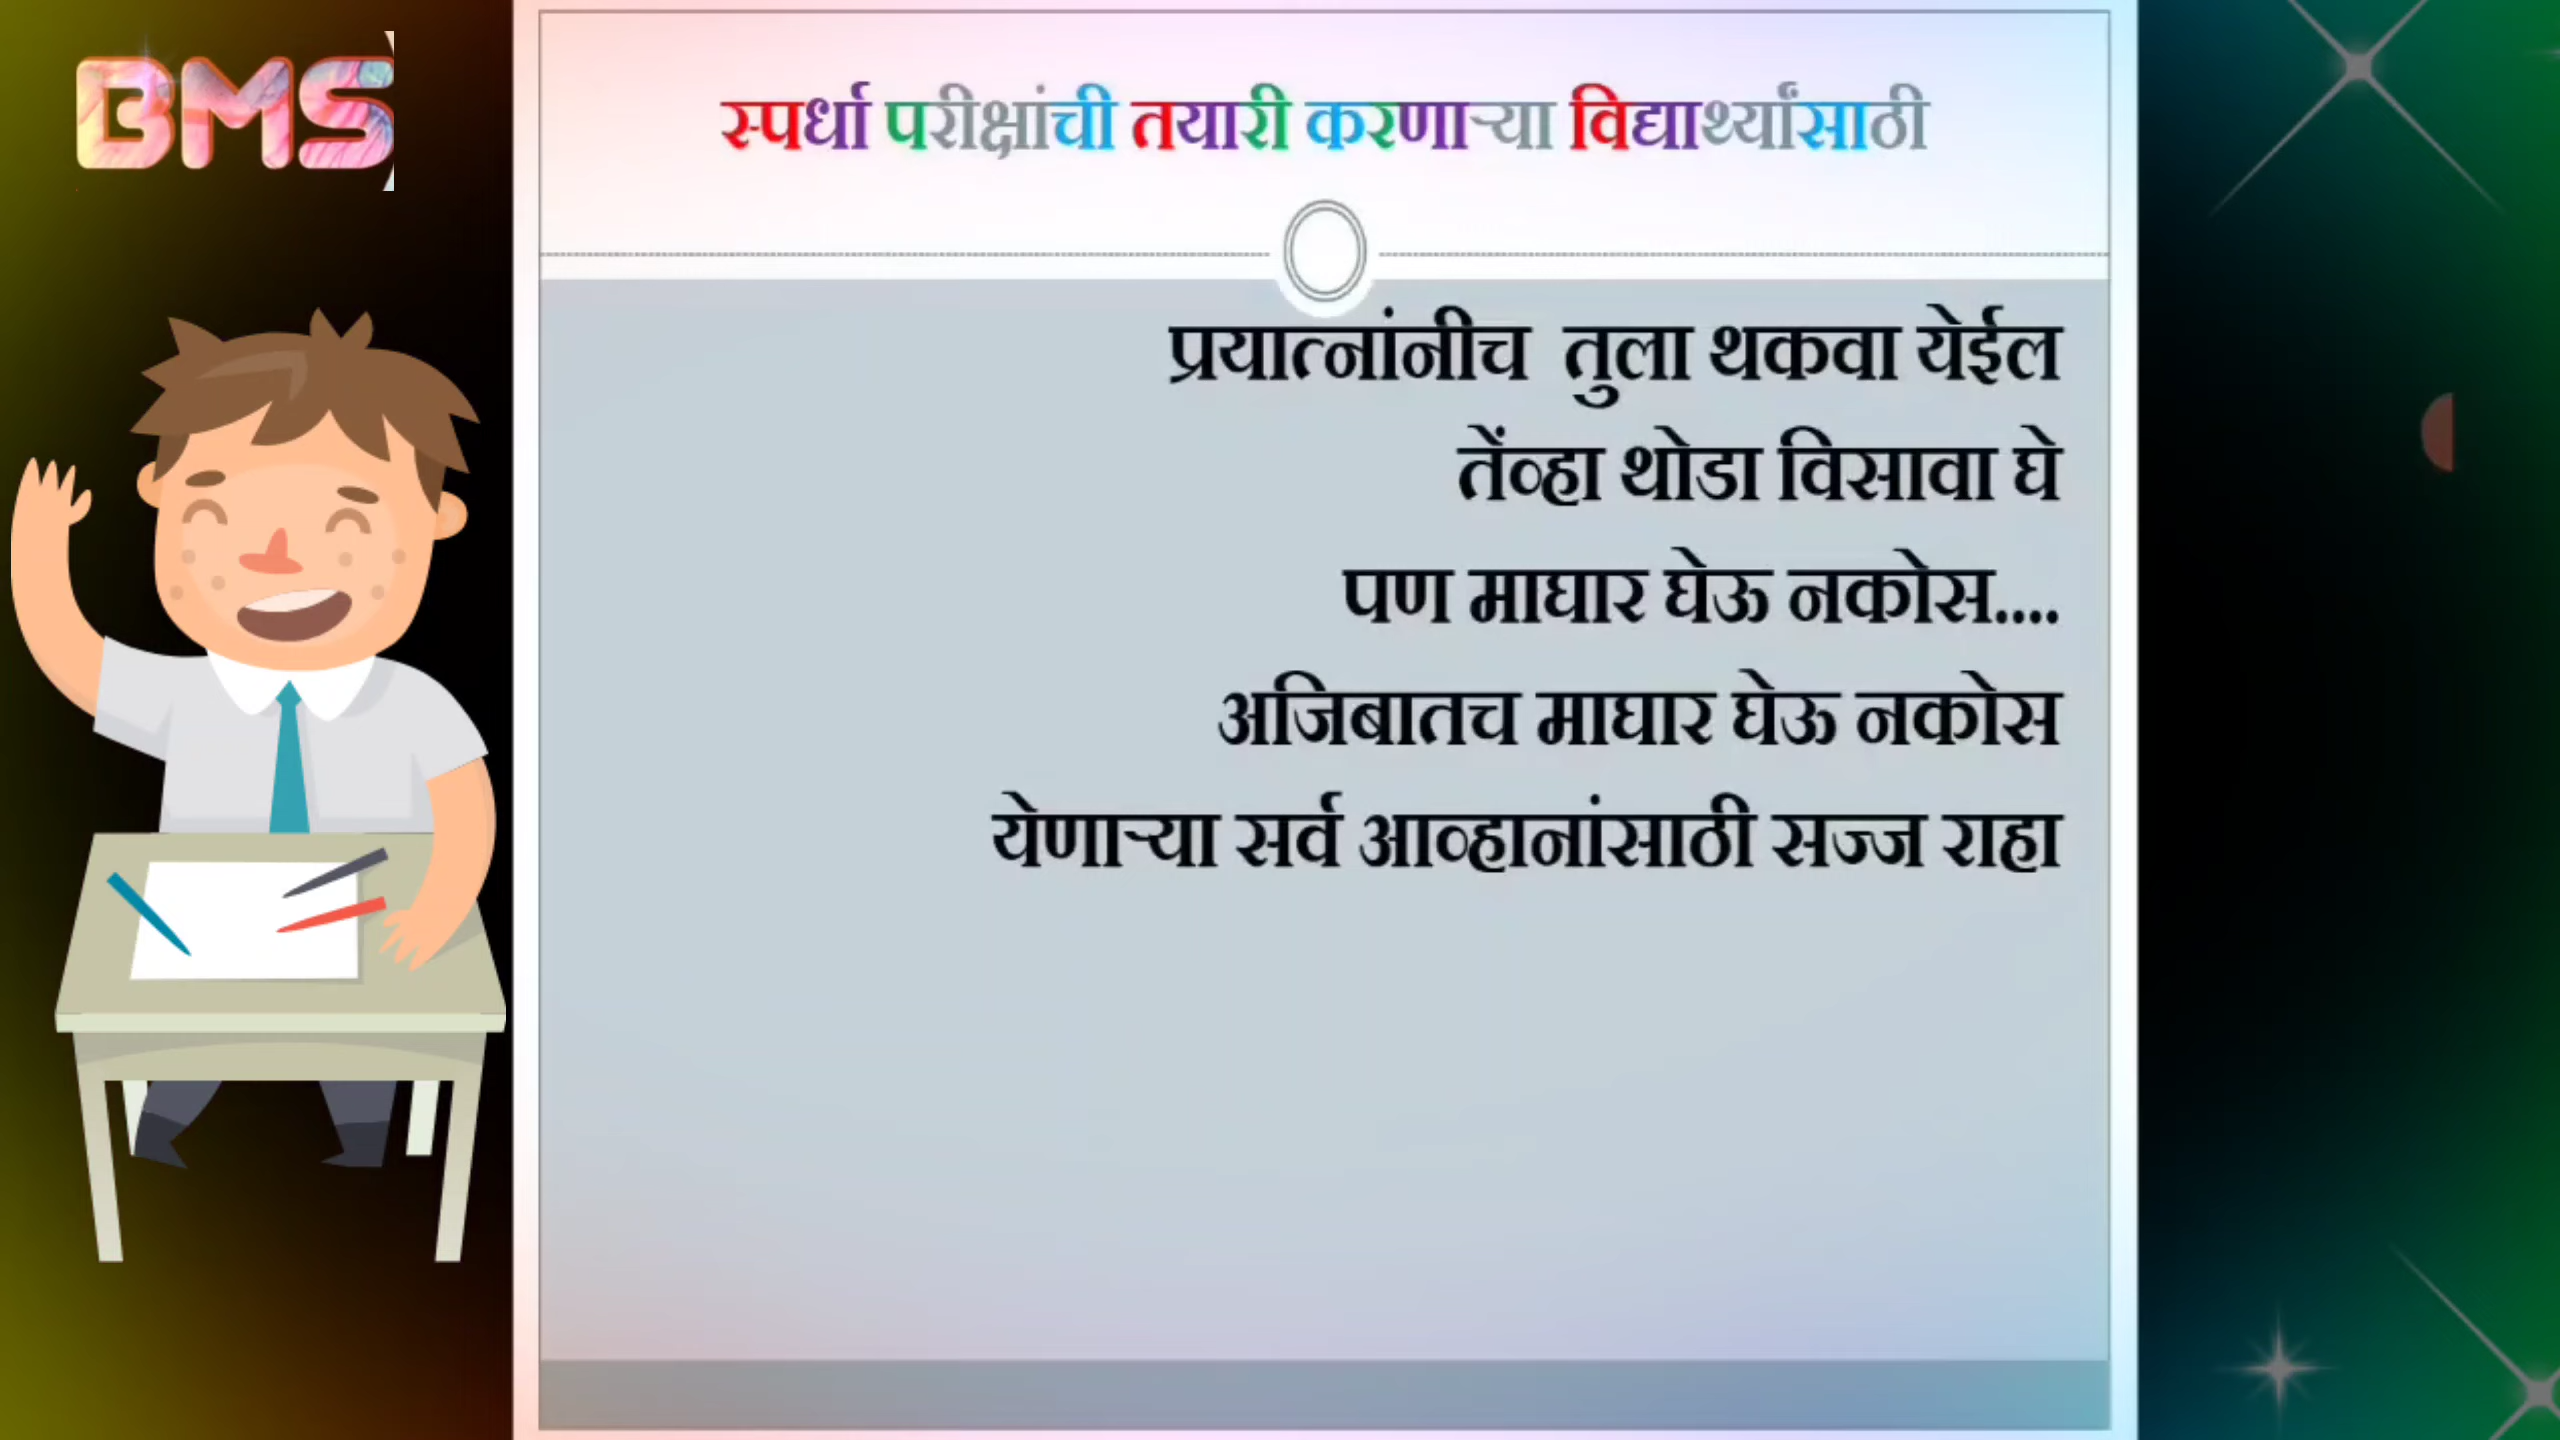 BMS
स्पर्धा परीक्षांची तयारी करणाऱ्या विद्यार्थ्यांसाठी
प्रयात्नांनीच तुला थकवा येईल
तेंव्हा थोडा विसावा घे
पण माघार घेऊ नकोस....
अजिबातच माघार घेऊ नकोस
येणाऱ्या सर्व आव्हानांसाठी सज्ज राहा